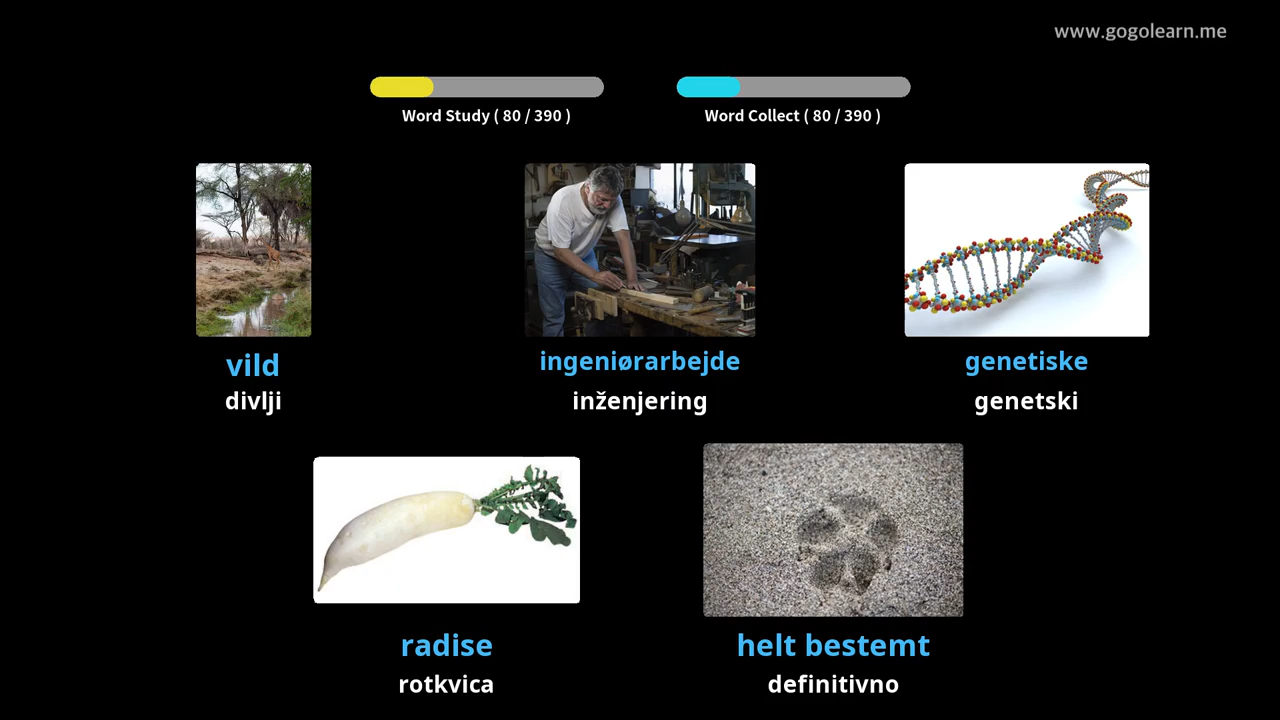 www.gogolearn.me
Word Study ( 80 / 390 )
Word Collect ( 80 / 390 )
vild
divlji
ingeniørarbejde
inženjering
genetiske
genetski
radise
rotkvica
helt bestemt
definitivno